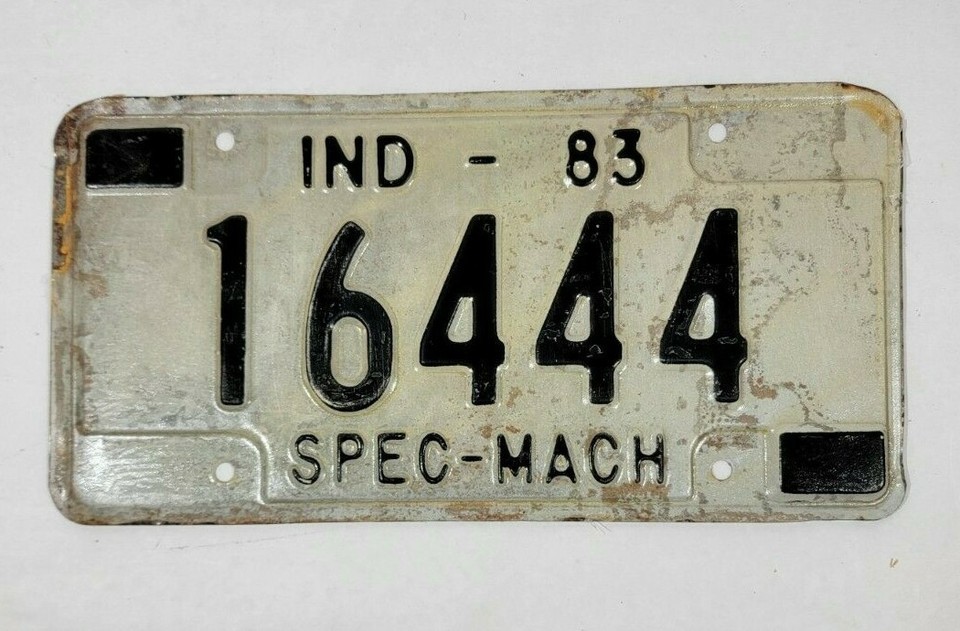 IND - 83
16444
SPEC-MACH